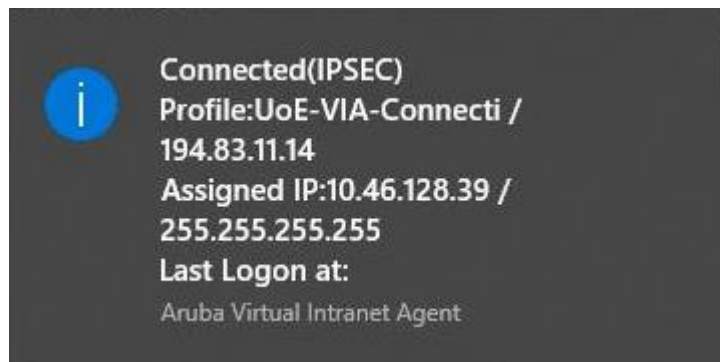 Connected(IPSEC)
Profile:UoE-VIA-Connecti /
194.83.11.14
Assigned IP:10.46.128.39 /
255.255.255.255
Last Logon at:
Aruba Virtual Intranet Agent